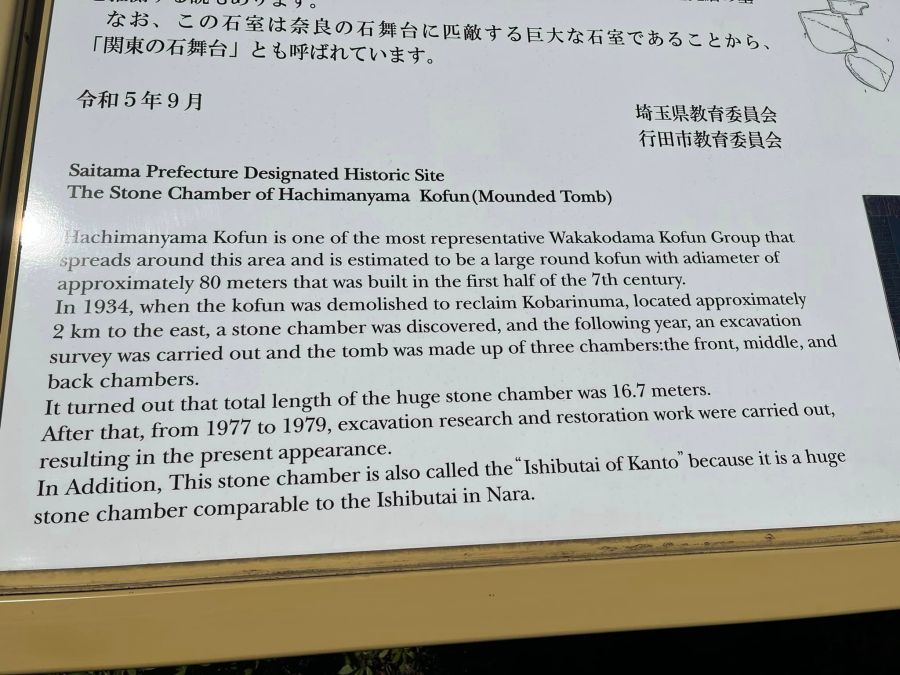 なお、この石室は奈良の石舞台に匹敵する巨大な石室であることから、
「関東の石舞台」とも呼ばれています。
令和５年９月
埼玉県教育委員会
行田市教育委員会
Saitama Prefecture Designated Historic Site
The Stone Chamber of Hachimanyama Kofun(Mounded Tomb)
Hachimanyama Kofun is one of the most representative Wakakodama Kofun Group that
spreads around this area and is estimated to be a large round kofun with adiameter of
approximately 80 meters that was built in the first half of the 7th century.
In 1934, when the kofun was demolished to reclaim Kobarinuma, located approximately
2 km to the east, a stone chamber was discovered, and the following year, an excavation
survey was carried out and the tomb was made up of three chambers:the front, middle, and
back chambers.
It turned out that total length of the huge stone chamber was 16.7 meters.
After that, from 1977 to 1979, excavation research and restoration work were carried out,
resulting in the present appearance.
In Addition, This stone chamber is also called the “Ishibutai of Kanto” because it is a huge
stone chamber comparable to the Ishibutai in Nara.